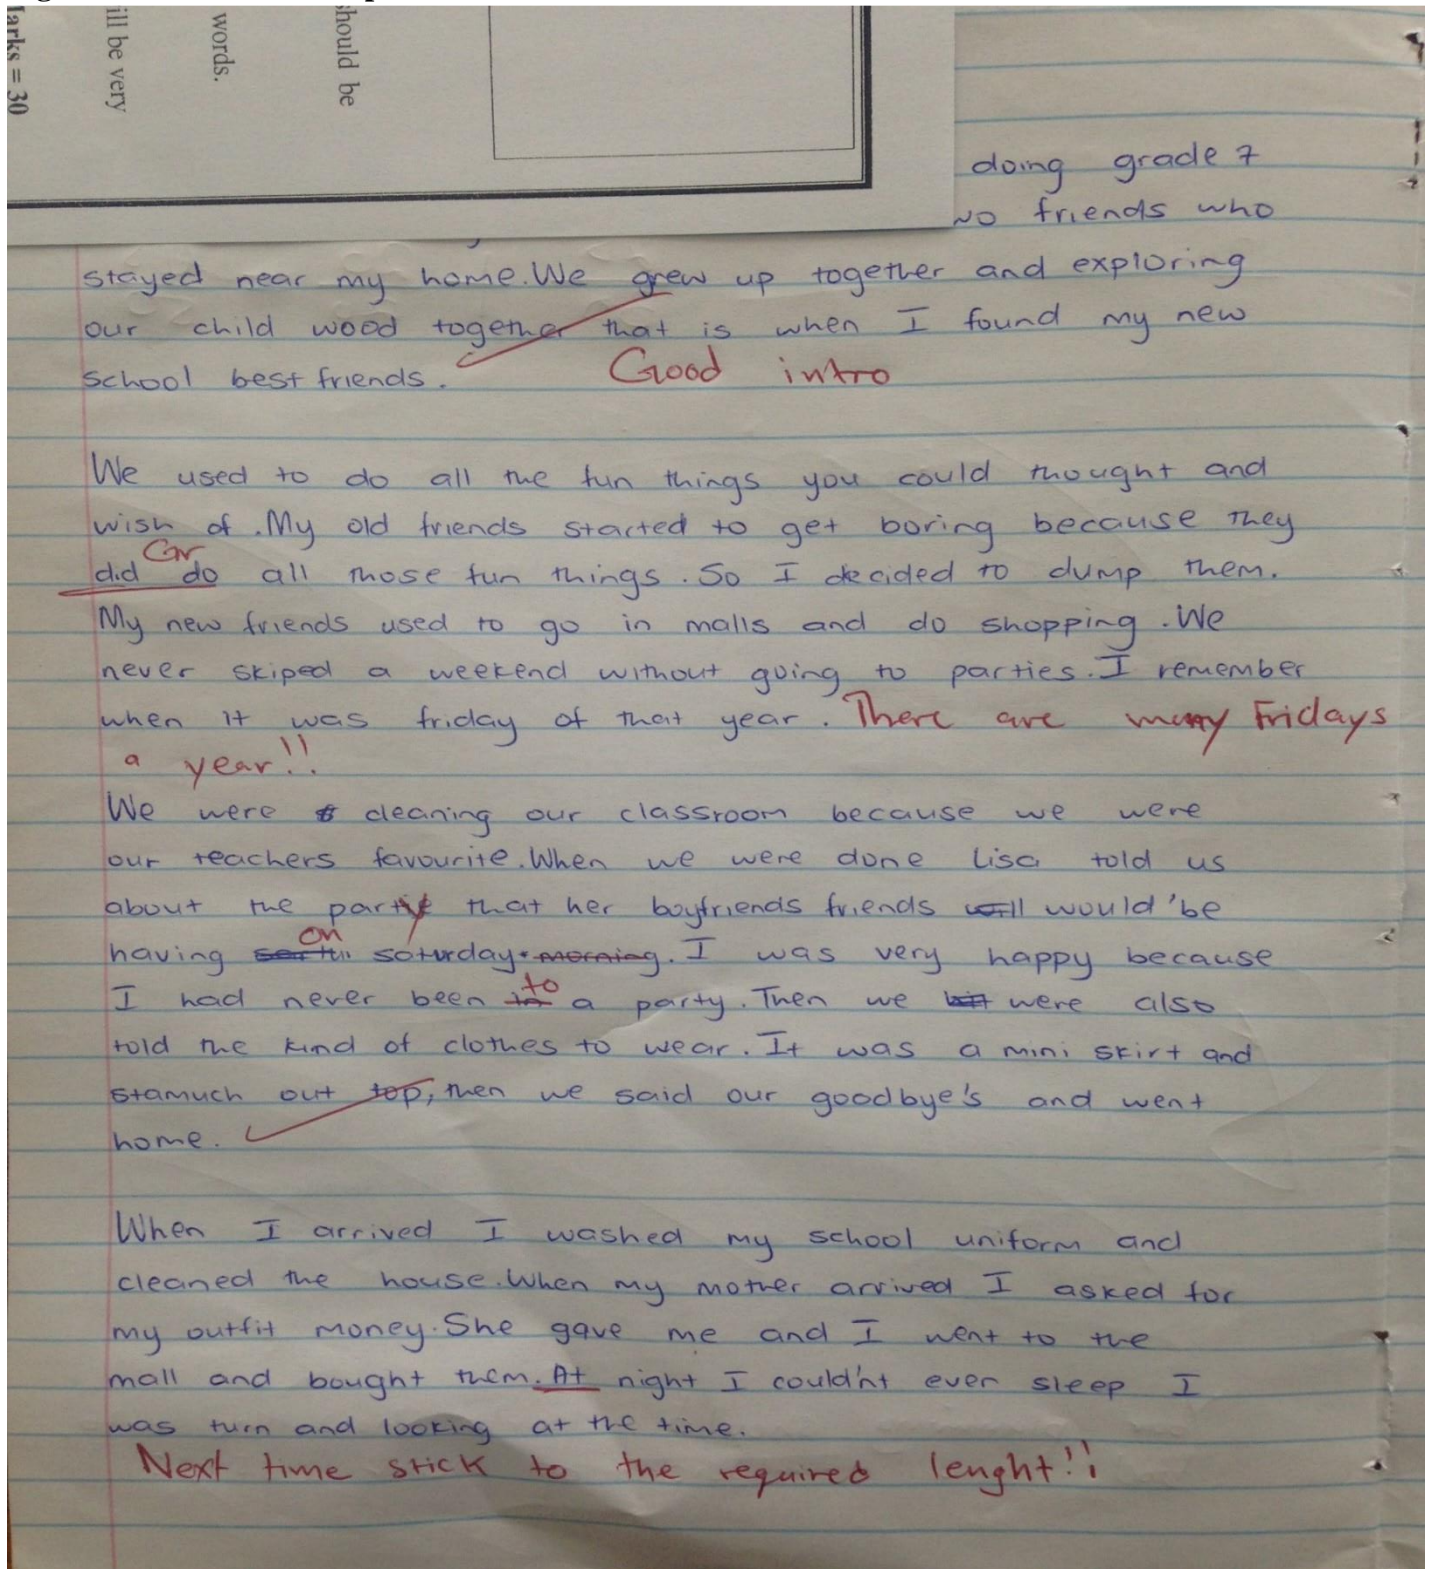 should be
words.
ill be very
arks = 30
doing grade 7
friends who
stayed near my home. We grew up together and exploring
our child wood together that is when I found my new
school best friends. Good intro
We used to do all the fun things you could thought and
wish of. My old friends started to get boring because they
Gr
did do all those fun things. So I decided to dump them.
My new friends used to go in malls and do shopping. We
never skiped a weekend without going to parties. I remember
when it was friday of that year. There are many Fridays
a year!!
We were cleaning our classroom because we were
our teachers favourite. When we were done Lisa told us
about the party that her boyfriends friends would 'be
on
having saturday morning. I was very happy because
to
I had never been in a party. Then we were also
told the kind of clothes to wear. It was a mini skirt and
stamuch out top, then we said our goodbye's and went
home.
When I arrived I washed my school uniform and
cleaned the house. When my mother arrived I asked for
my outfit money. She gave me and I went to the
mall and bought them. At night I could'nt ever sleep I
was turn and looking at the time.
Next time stick to the required lenght!!